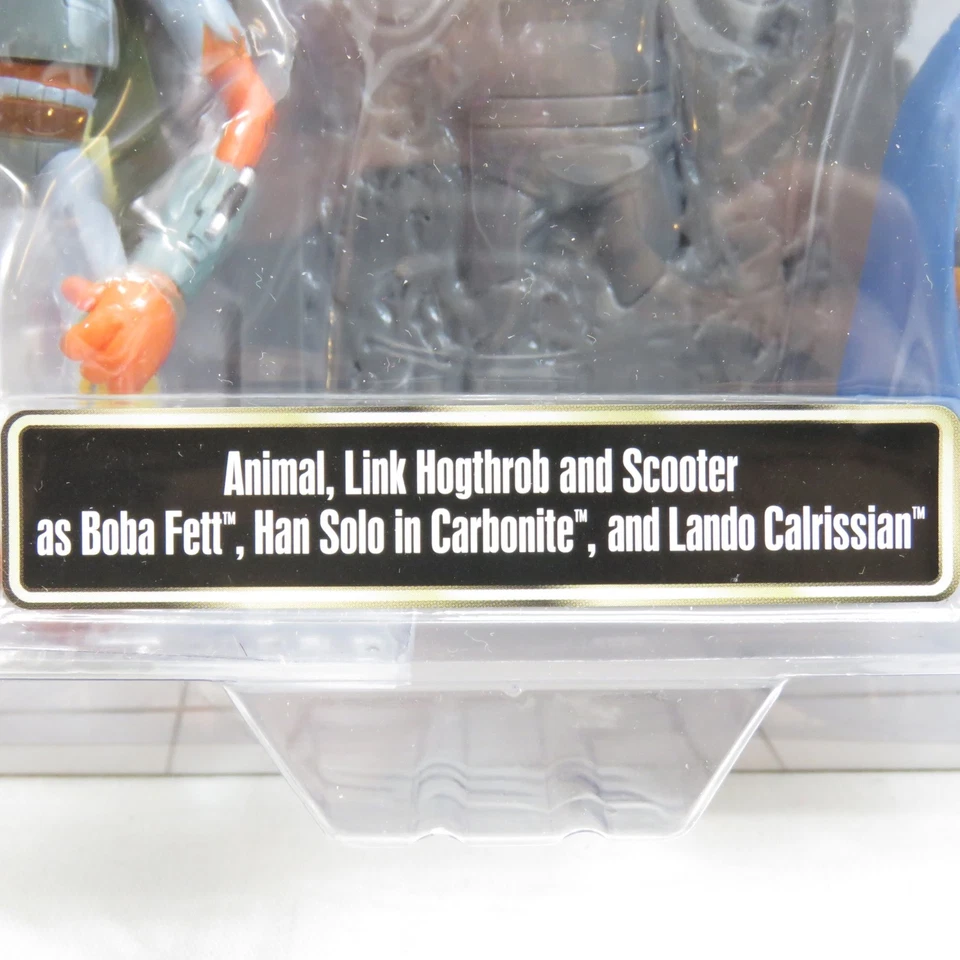 Animal, Link Hogthrob and Scooter
as Boba Fett™, Han Solo in Carbonite™, and Lando Calrissian™